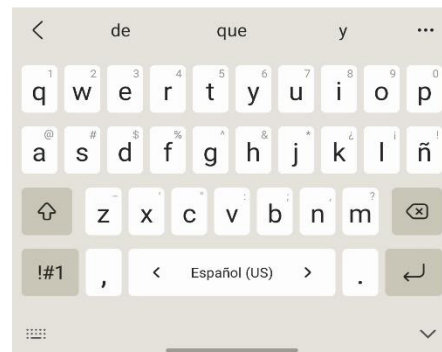 de que y ...
1 2 3 4 5 6 7 8 9 0
q w e r t y u i o p
@ # $ % ^ & * ¿ ¡ !
a s d f g h j k l ñ
- ' " : ; , ?
z x c v b n m
!#1 , < Español (US) > .